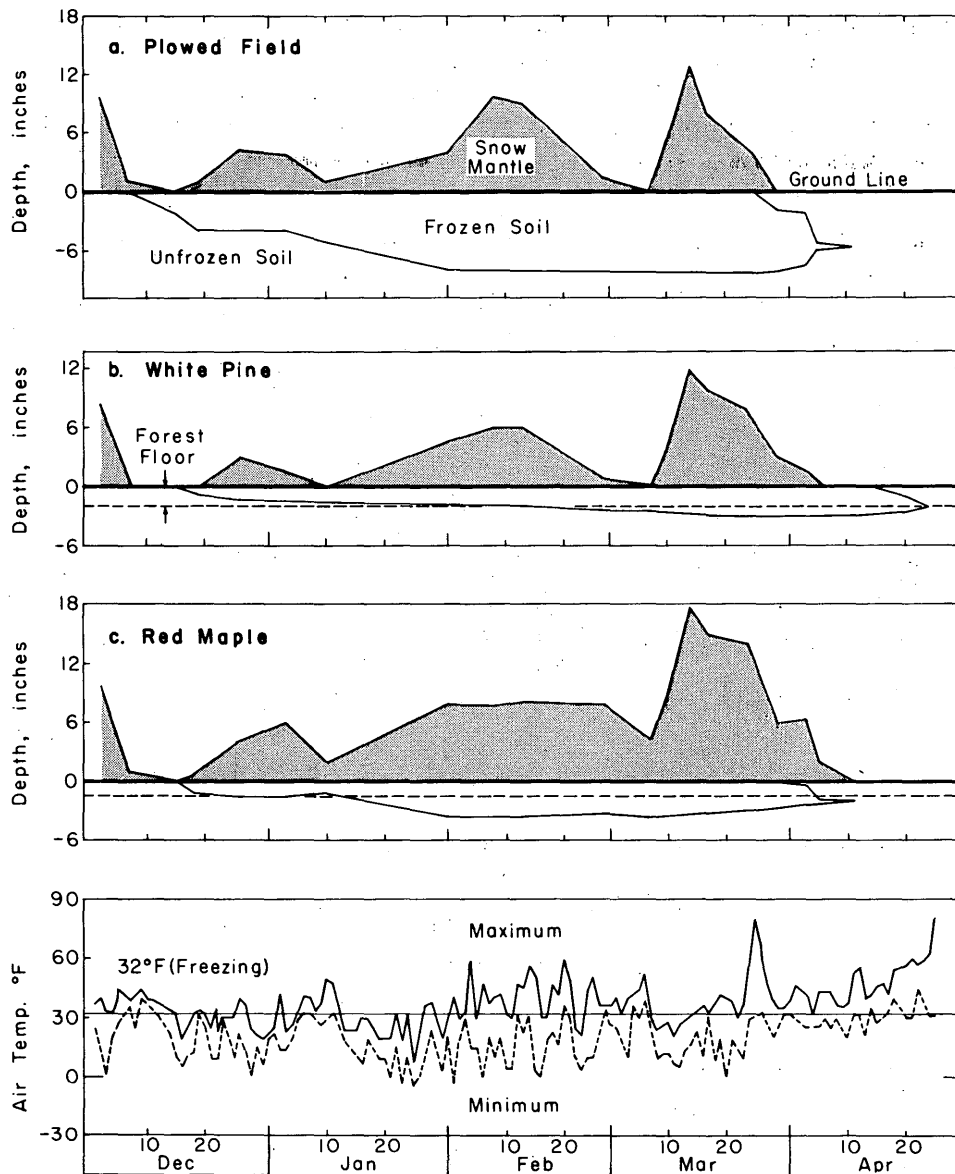 18
a. Plowed Field
12
6
0
-6
Depth, inches
Snow
Mantle
Ground Line
Frozen Soil
Unfrozen Soil
b. White Pine
12
6
0
-6
Depth, inches
Forest
Floor
18
c. Red Maple
12
6
0
-6
Depth, inches
90
60
30
0
-30
Air Temp. °F
Maximum
32°F (Freezing)
Minimum
10 20 10 20 10 20 10 20 10 20
Dec Jan Feb Mar Apr